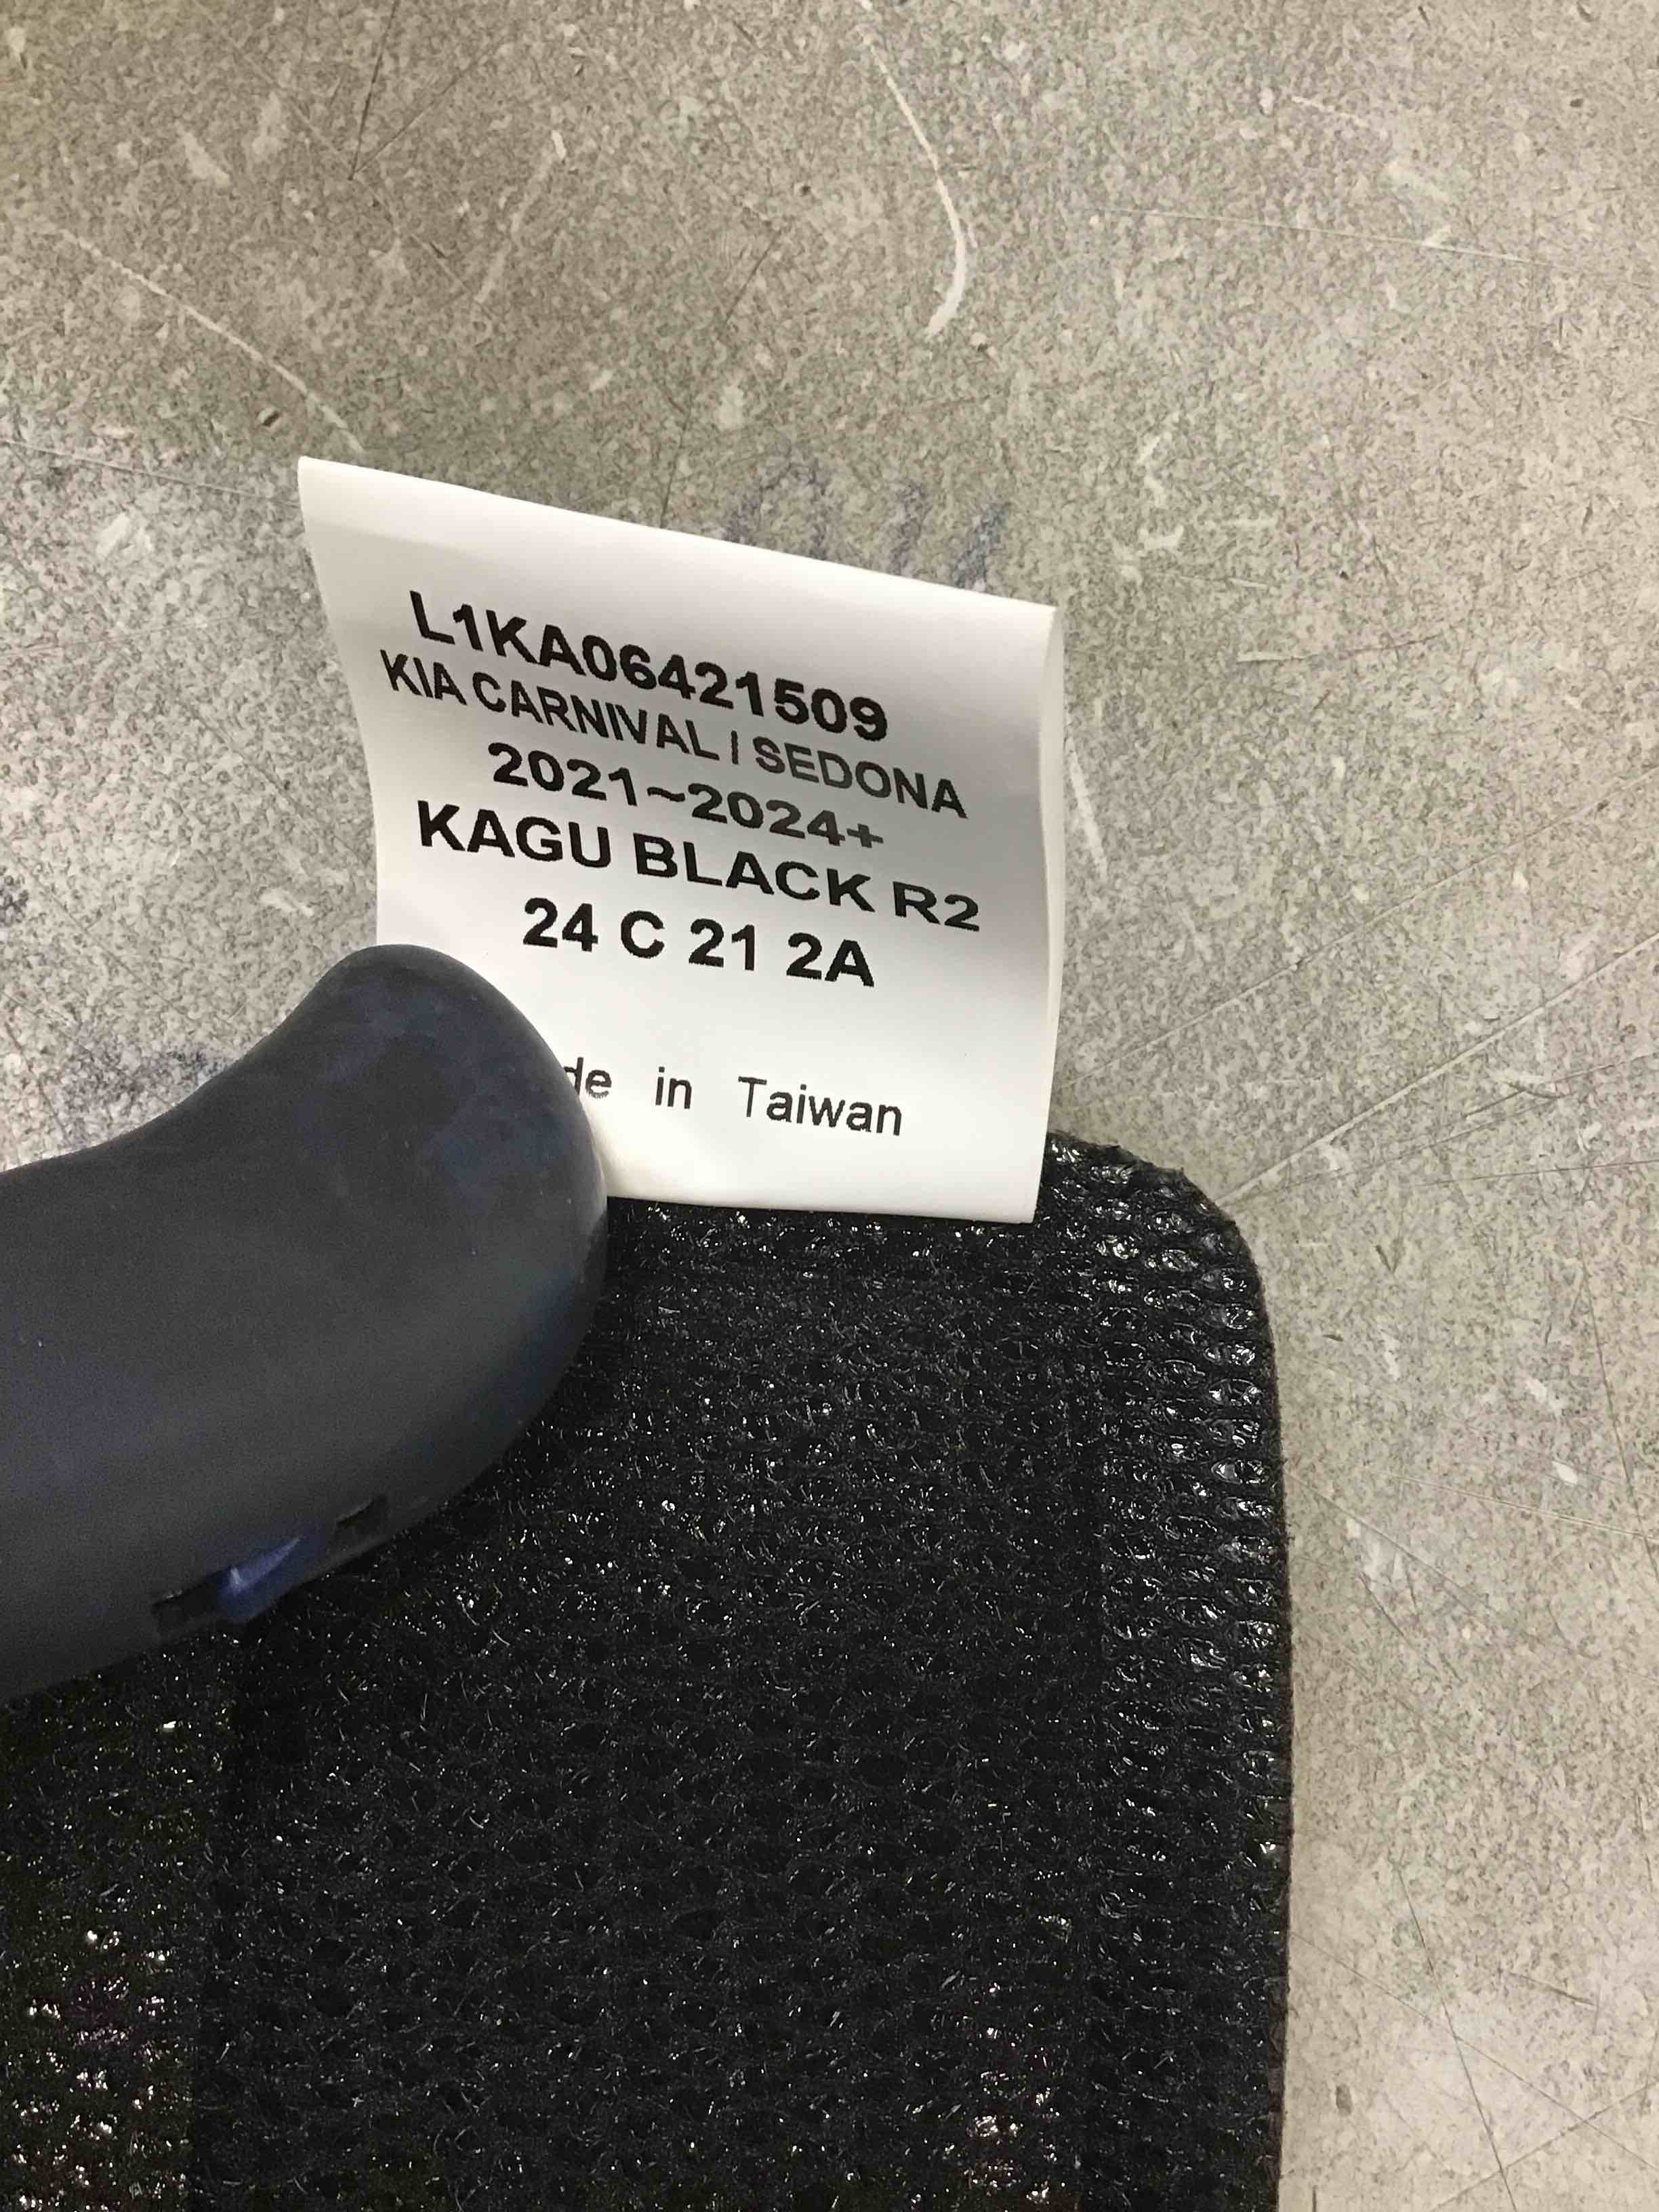 L1KA06421509
KIA CARNIVAL / SEDONA
2021~2024+
KAGU BLACK R2
24 C 21 2A
de in Taiwan